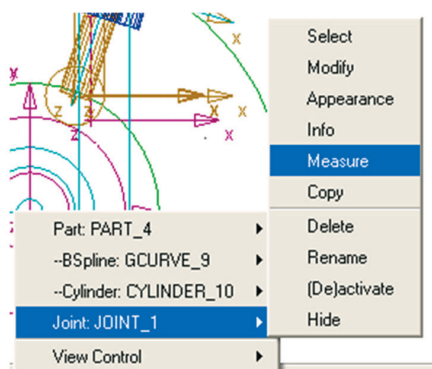 Select
Modify
Appearance
Info
Measure
Copy
Delete
Rename
(De)activate
Hide
Part: PART_4
--BSpline: GCURVE_9
--Cylinder: CYLINDER_10
Joint: JOINT_1
View Control
x
Y
x
x
z
z
z
x